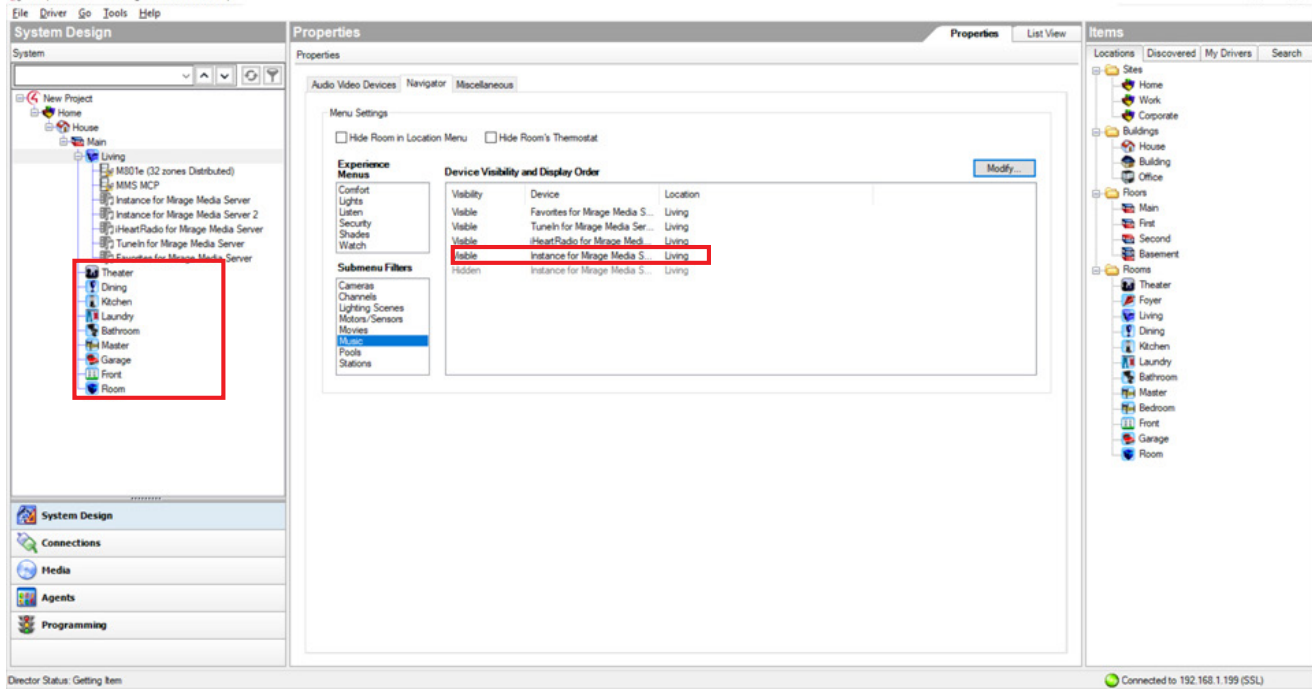 File Driver Go Tools Help
System Design
System
New Project
Home
House
Main
Living
M801e (32 zones Distributed)
MMS MCP
Instance for Mirage Media Server
Instance for Mirage Media Server 2
iHeartRadio for Mirage Media Server
TuneIn for Mirage Media Server
Favorites for Mirage Media Server
Theater
Dining
Kitchen
Laundry
Bathroom
Master
Garage
Front
Room
System Design
Connections
Media
Agents
Programming
Properties
Properties List View
Properties
Audio Video Devices Navigator Miscellaneous
Menu Settings
Hide Room in Location Menu Hide Room's Thermostat
Experience
Menus
Comfort
Lights
Listen
Security
Shades
Watch
Submenu Filters
Cameras
Channels
Lighting Scenes
Motors/Sensors
Movies
Music
Pools
Stations
Device Visibility and Display Order
Modify...
Visibility Device Location
Visible Favorites for Mirage Media S... Living
Visible TuneIn for Mirage Media Ser... Living
Visible iHeartRadio for Mirage Medi... Living
Visible Instance for Mirage Media S... Living
Hidden Instance for Mirage Media S... Living
Items
Locations Discovered My Drivers Search
Sites
Home
Work
Corporate
Buildings
House
Building
Office
Floors
Main
First
Second
Basement
Rooms
Theater
Foyer
Living
Dining
Kitchen
Laundry
Bathroom
Master
Bedroom
Front
Garage
Room
Director Status: Getting Item
Connected to 192.168.1.199 (SSL)